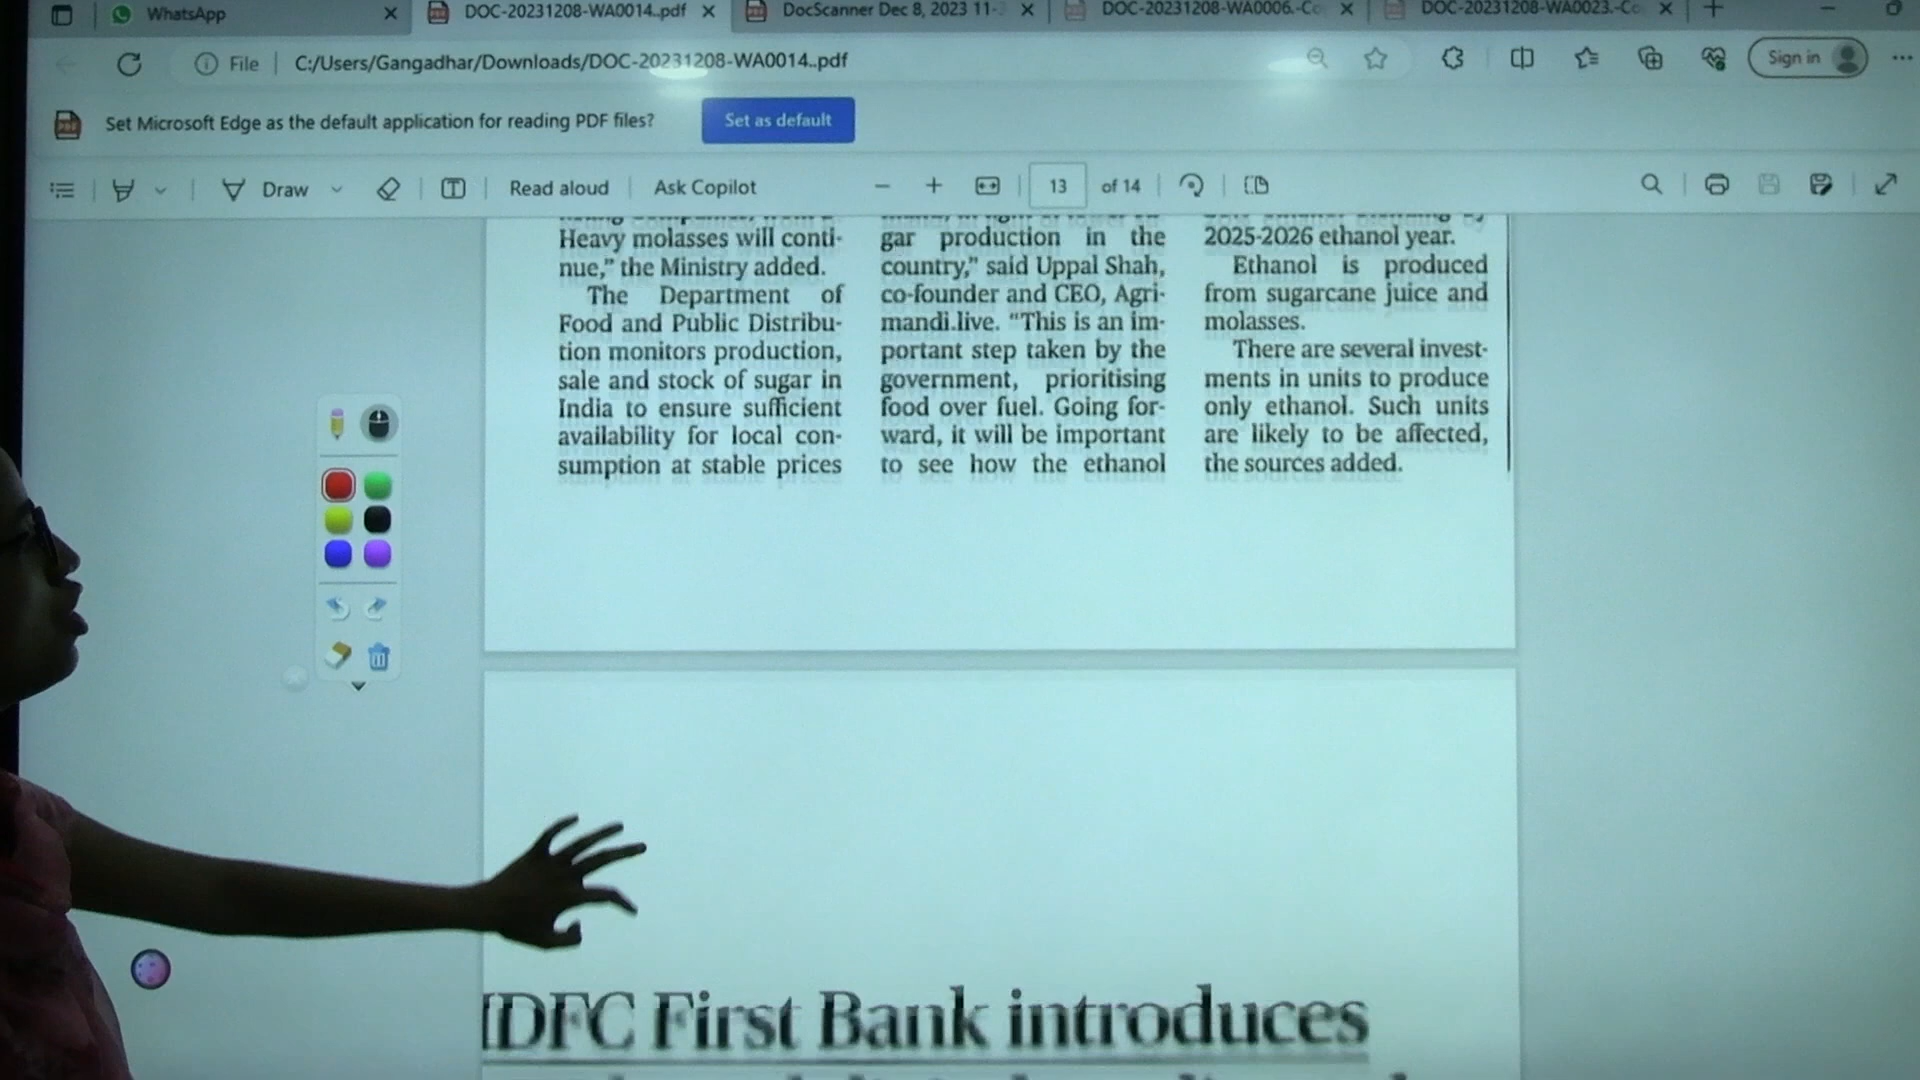 WhatsApp
DOC-20231208-WA0014..pdf
DocScanner Dec 8, 2023 11-
DOC-20231208-WA0006.-Co
DOC-20231208-WA0023.-Co
File
C:/Users/Gangadhar/Downloads/DOC-20231208-WA0014..pdf
Sign in
Set Microsoft Edge as the default application for reading PDF files?
Set as default
Draw
Read aloud
Ask Copilot
13 of 14
Heavy molasses will conti-
nue,” the Ministry added.
The Department of
Food and Public Distribu-
tion monitors production,
sale and stock of sugar in
India to ensure sufficient
availability for local con-
sumption at stable prices
gar production in the
country,” said Uppal Shah,
co-founder and CEO, Agri-
mandi.live. “This is an im-
portant step taken by the
government, prioritising
food over fuel. Going for-
ward, it will be important
to see how the ethanol
2025-2026 ethanol year.
Ethanol is produced
from sugarcane juice and
molasses.
There are several invest-
ments in units to produce
only ethanol. Such units
are likely to be affected,
the sources added.
IDFC First Bank introduces